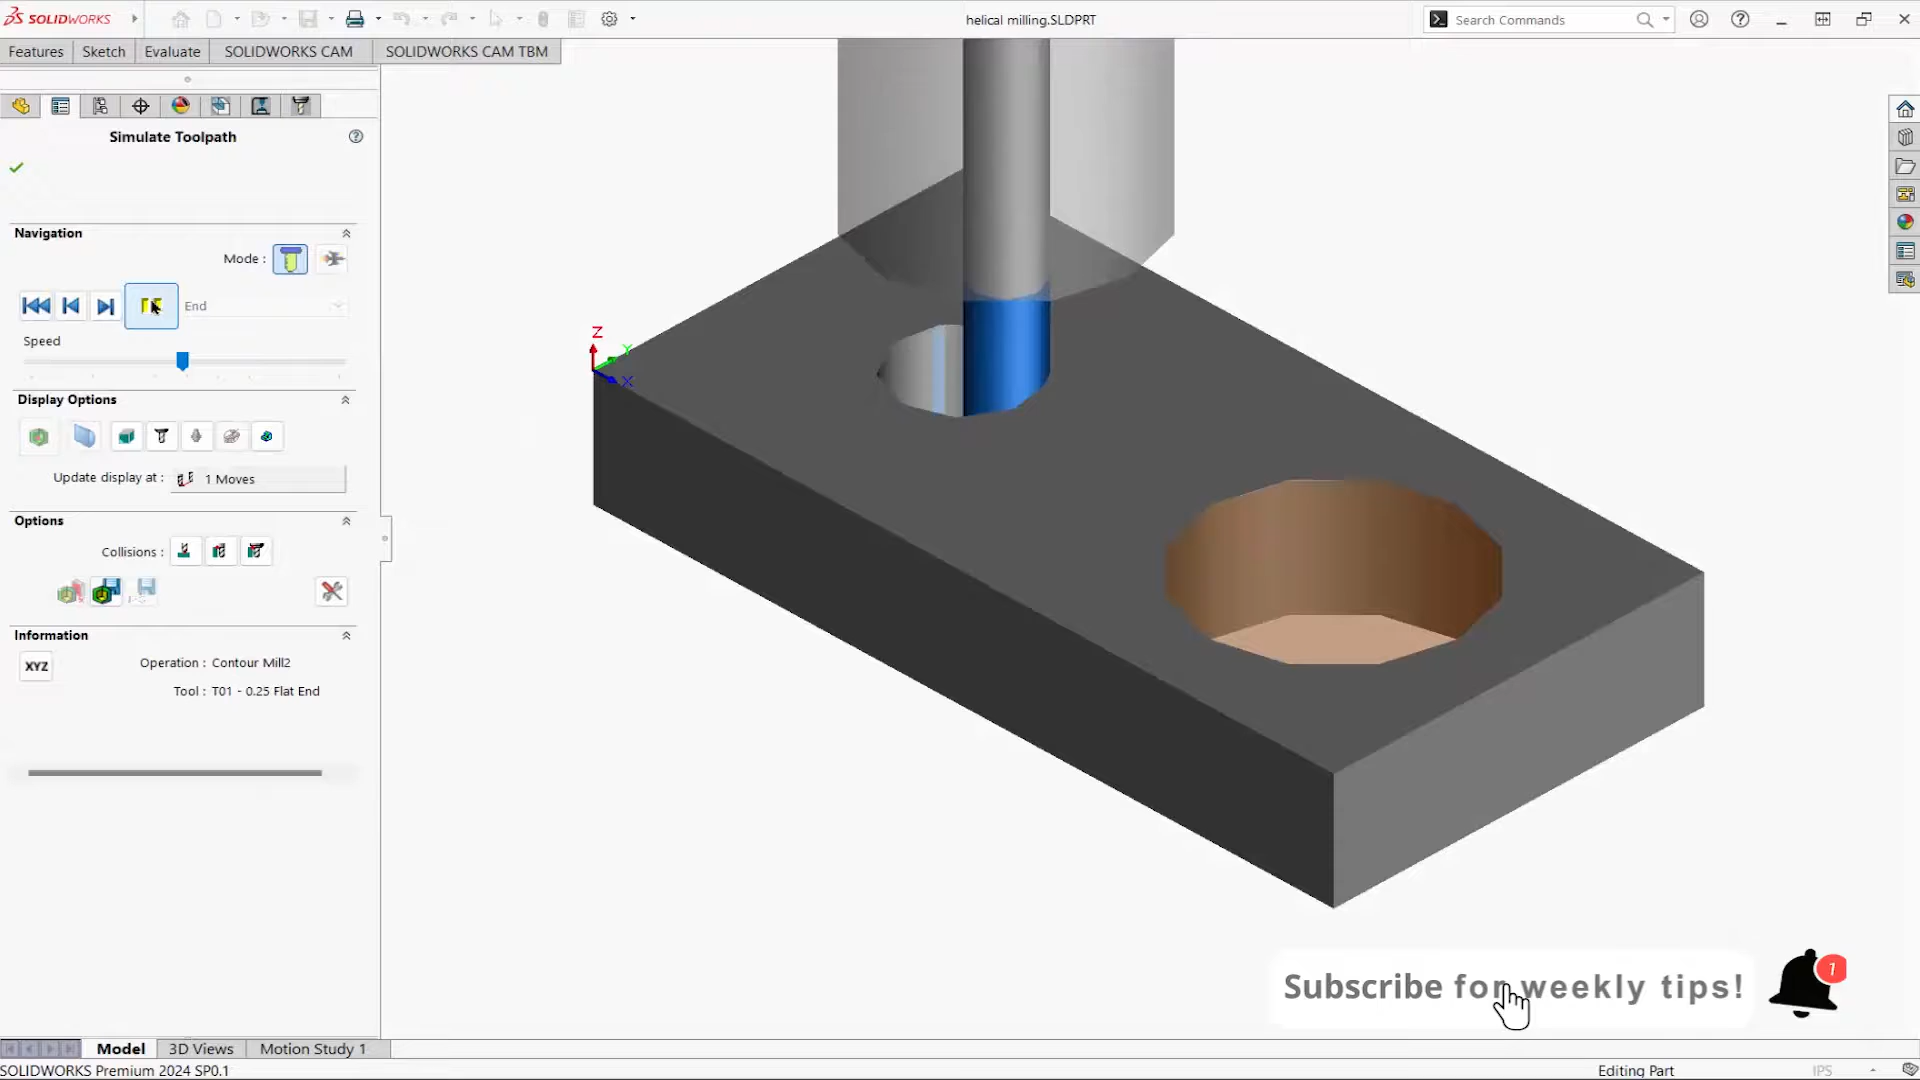 SOLIDWORKS
helical milling.SLDPRT
Search Commands
Features
Sketch
Evaluate
SOLIDWORKS CAM
SOLIDWORKS CAM TBM
Simulate Toolpath
Navigation
Mode :
End
Speed
Display Options
Update display at :
1 Moves
Options
Collisions :
Information
XYZ
Operation : Contour Mill2
Tool : T01 - 0.25 Flat End
Z
Y
X
Subscribe for weekly tips!
1
Model
3D Views
Motion Study 1
SOLIDWORKS Premium 2024 SP0.1
Editing Part
IPS